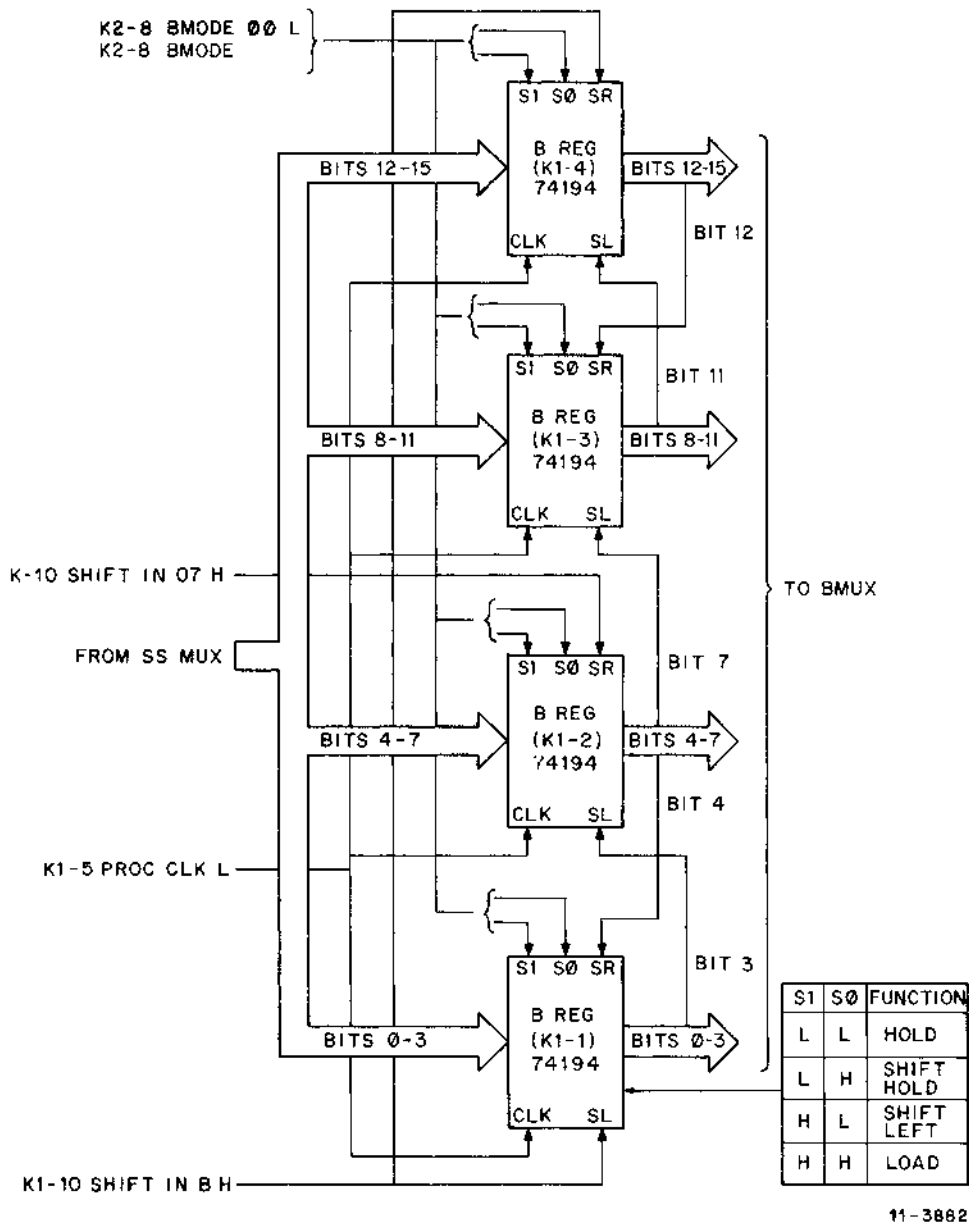 K2-8 BMODE 00 L
K2-8 BMODE
S1 S0 SR
B REG
(K1-4)
74194
CLK SL
BITS 12-15
BITS 12-15
BIT 12
S1 S0 SR
B REG
(K1-3)
74194
CLK SL
BITS 8-11
BITS 8-11
BIT 11
K-10 SHIFT IN 07 H
TO BMUX
FROM SS MUX
S1 S0 SR
B REG
(K1-2)
74194
CLK SL
BITS 4-7
BITS 4-7
BIT 7
BIT 4
K1-5 PROC CLK L
S1 S0 SR
B REG
(K1-1)
74194
CLK SL
BITS 0-3
BITS 0-3
BIT 3
K1-10 SHIFT IN B H
S1 S0 FUNCTION
L L HOLD
L H SHIFT HOLD
H L SHIFT LEFT
H H LOAD
11-3882